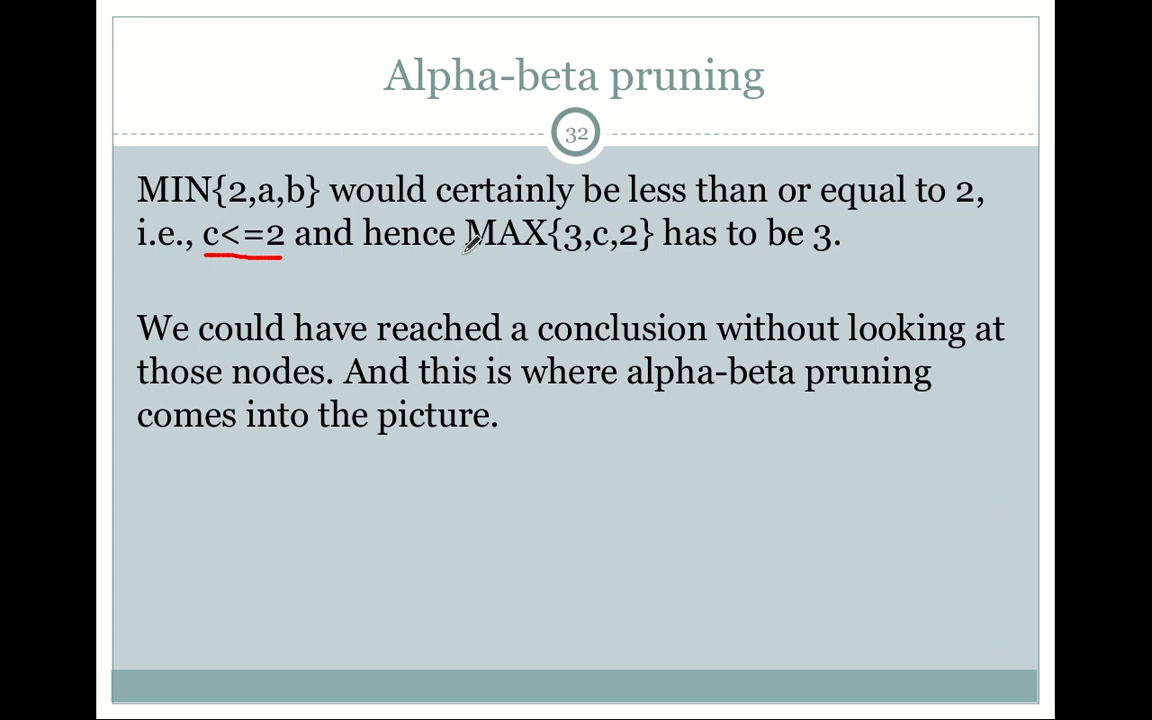 Alpha-beta pruning
32
MIN{2,a,b} would certainly be less than or equal to 2,
i.e., c<=2 and hence MAX{3,c,2} has to be 3.
We could have reached a conclusion without looking at
those nodes. And this is where alpha-beta pruning
comes into the picture.